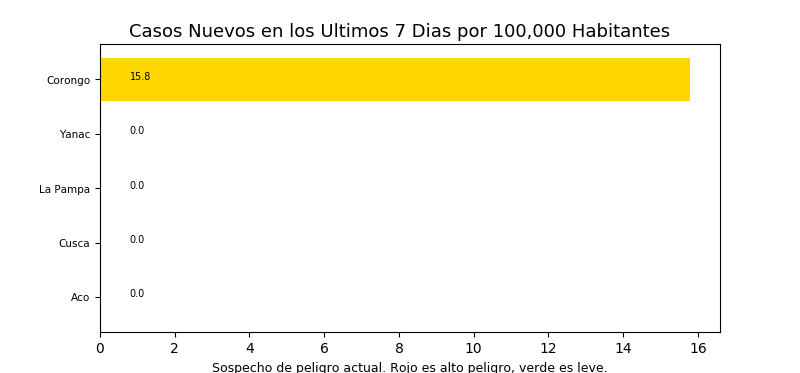 Casos Nuevos en los Ultimos 7 Dias por 100,000 Habitantes
Corongo 15.8
Yanac 0.0
La Pampa 0.0
Cusca 0.0
Aco 0.0
0 2 4 6 8 10 12 14 16
Sospecho de peligro actual. Rojo es alto peligro, verde es leve.